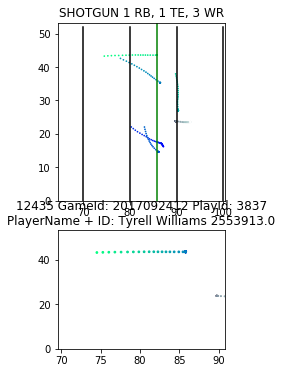 SHOTGUN 1 RB, 1 TE, 3 WR
50
40
30
20
10
0
70 80 90 100
12435 GameId: 2017092412 PlayId: 3837
PlayerName + ID: Tyrell Williams 2553913.0
40
20
0
70 75 80 85 90